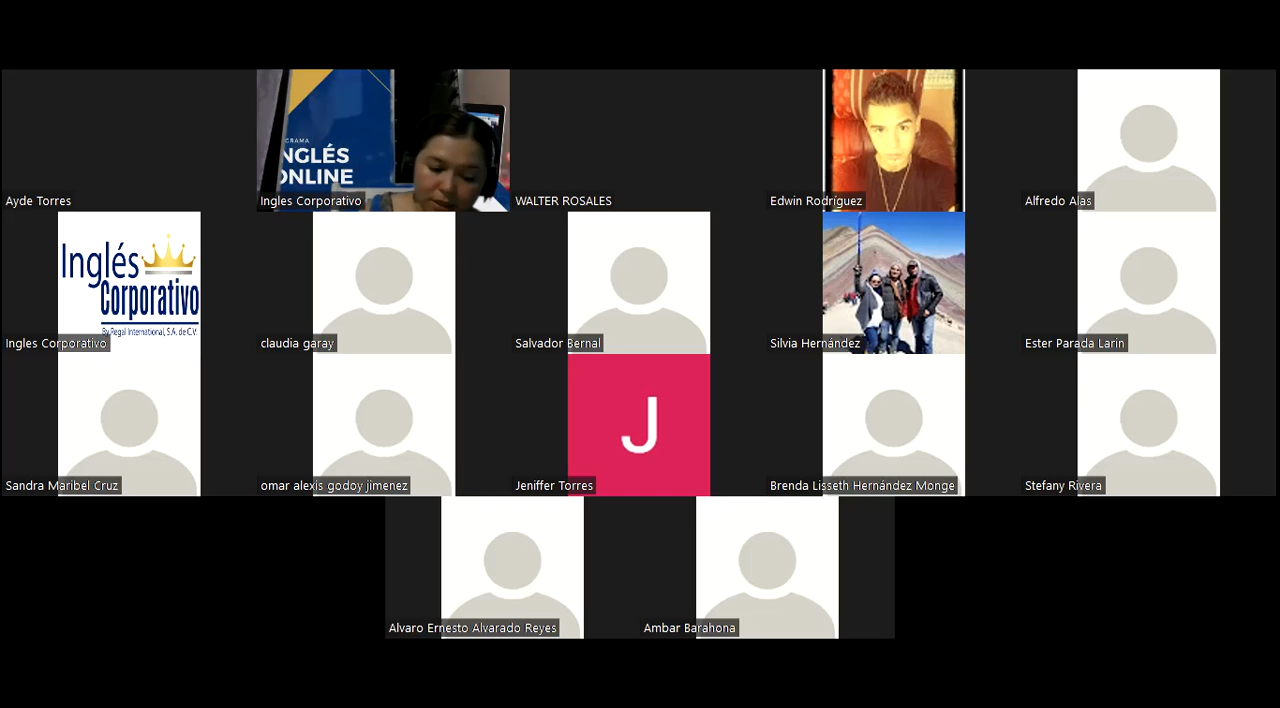 GRAMA
NGLÉS
ONLINE
Ayde Torres
Ingles Corporativo
WALTER ROSALES
Edwin Rodríguez
Alfredo Alas
Inglés
Corporativo
By Regal International, S.A. de C.V.
Ingles Corporativo
claudia garay
Salvador Bernal
Silvia Hernández
Ester Parada Larin
J
Sandra Maribel Cruz
omar alexis godoy jimenez
Jeniffer Torres
Brenda Lisseth Hernández Monge
Stefany Rivera
Alvaro Ernesto Alvarado Reyes
Ambar Barahona